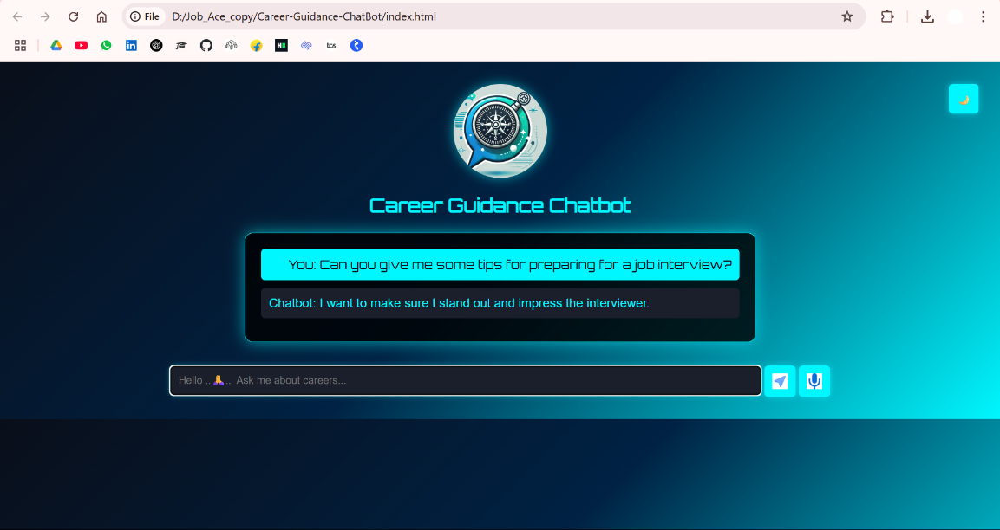 File D:/Job_Ace_copy/Career-Guidance-ChatBot/index.html
tcs
Career Guidance Chatbot
You: Can you give me some tips for preparing for a job interview?
Chatbot: I want to make sure I stand out and impress the interviewer.
Hello .. 🙏 .. Ask me about careers...